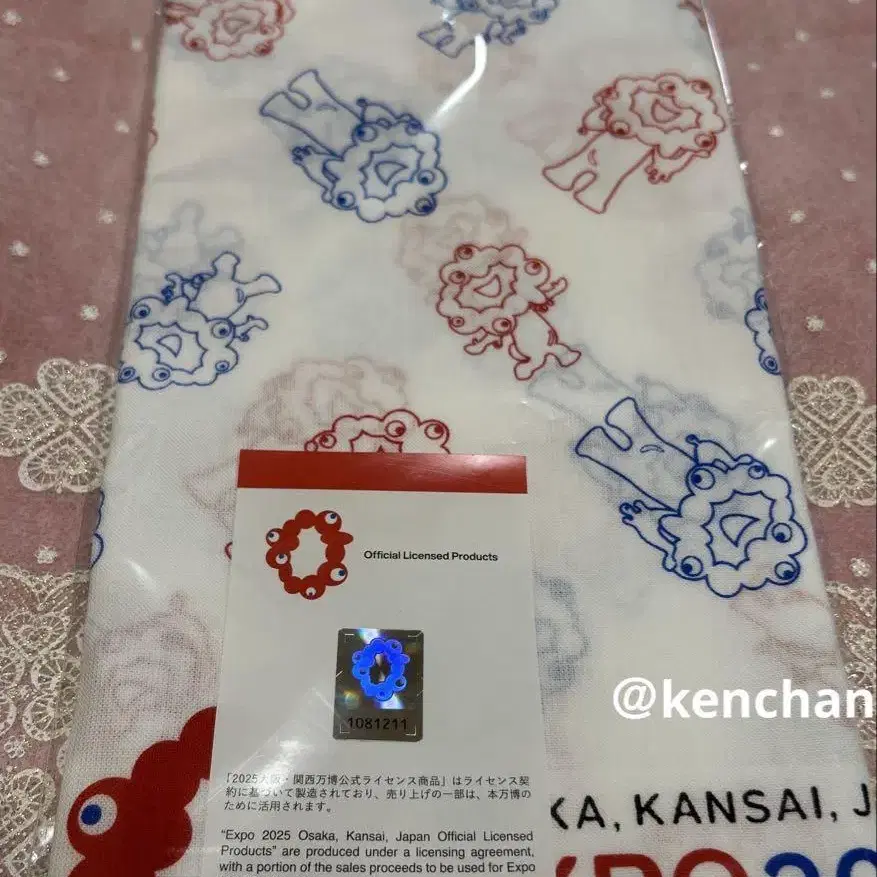 Official Licensed Products
1081211
@kenchan
「2025大阪・関西万博公式ライセンス商品」はライセンス契
約に基づいて製造されており、売り上げの一部は、本万博の
ために活用されます。
"Expo 2025 Osaka, Kansai, Japan Official Licensed
Products" are produced under a licensing agreement,
with a portion of the sales proceeds to be used for Expo
KA, KANSAI, J